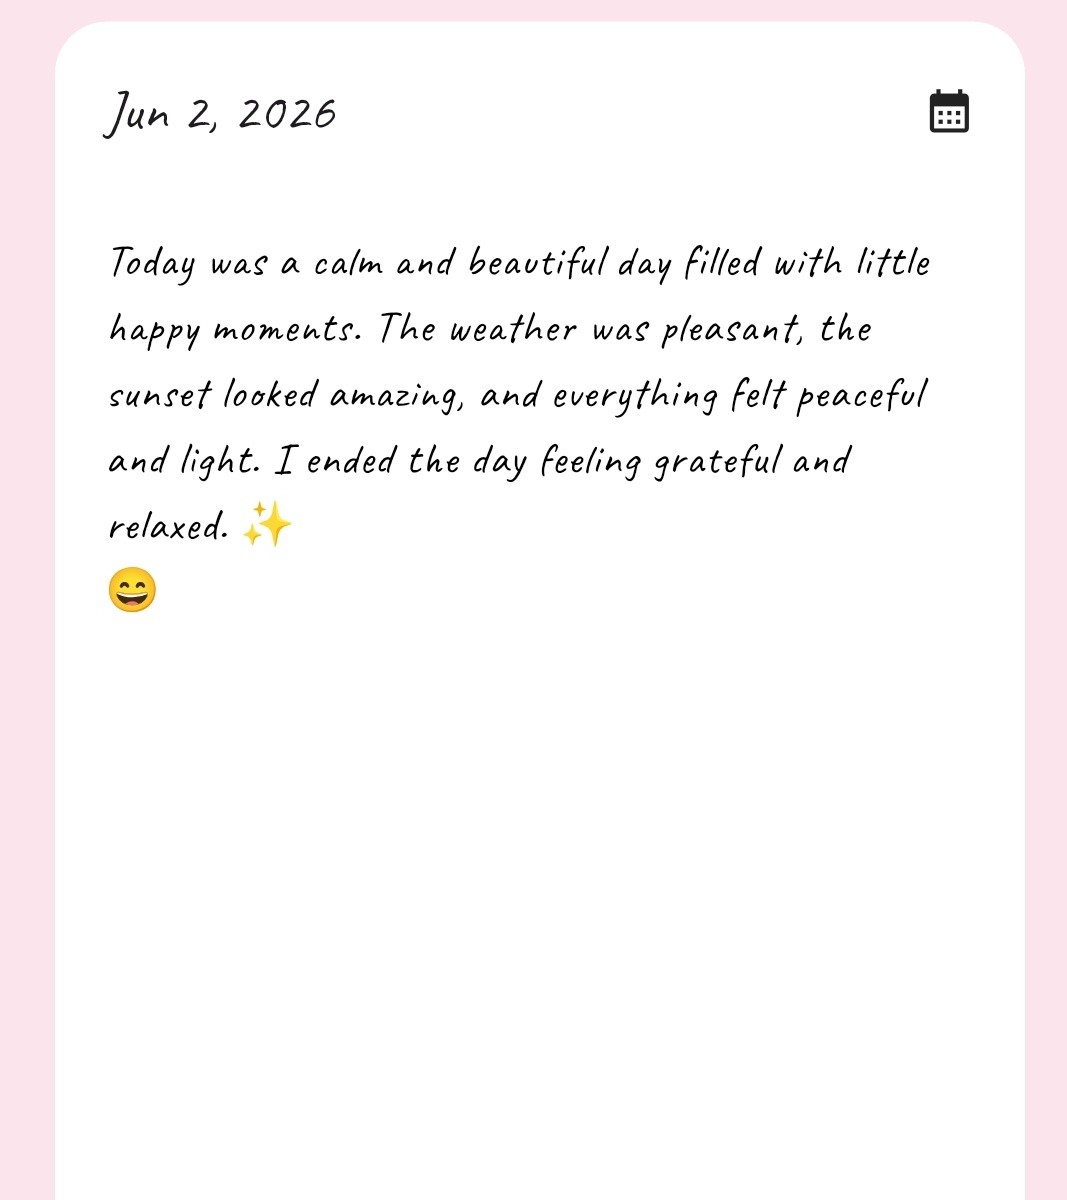 Jun 2, 2026
Today was a calm and beautiful day filled with little
happy moments. The weather was pleasant, the
sunset looked amazing, and everything felt peaceful
and light. I ended the day feeling grateful and
relaxed. ✨
😄